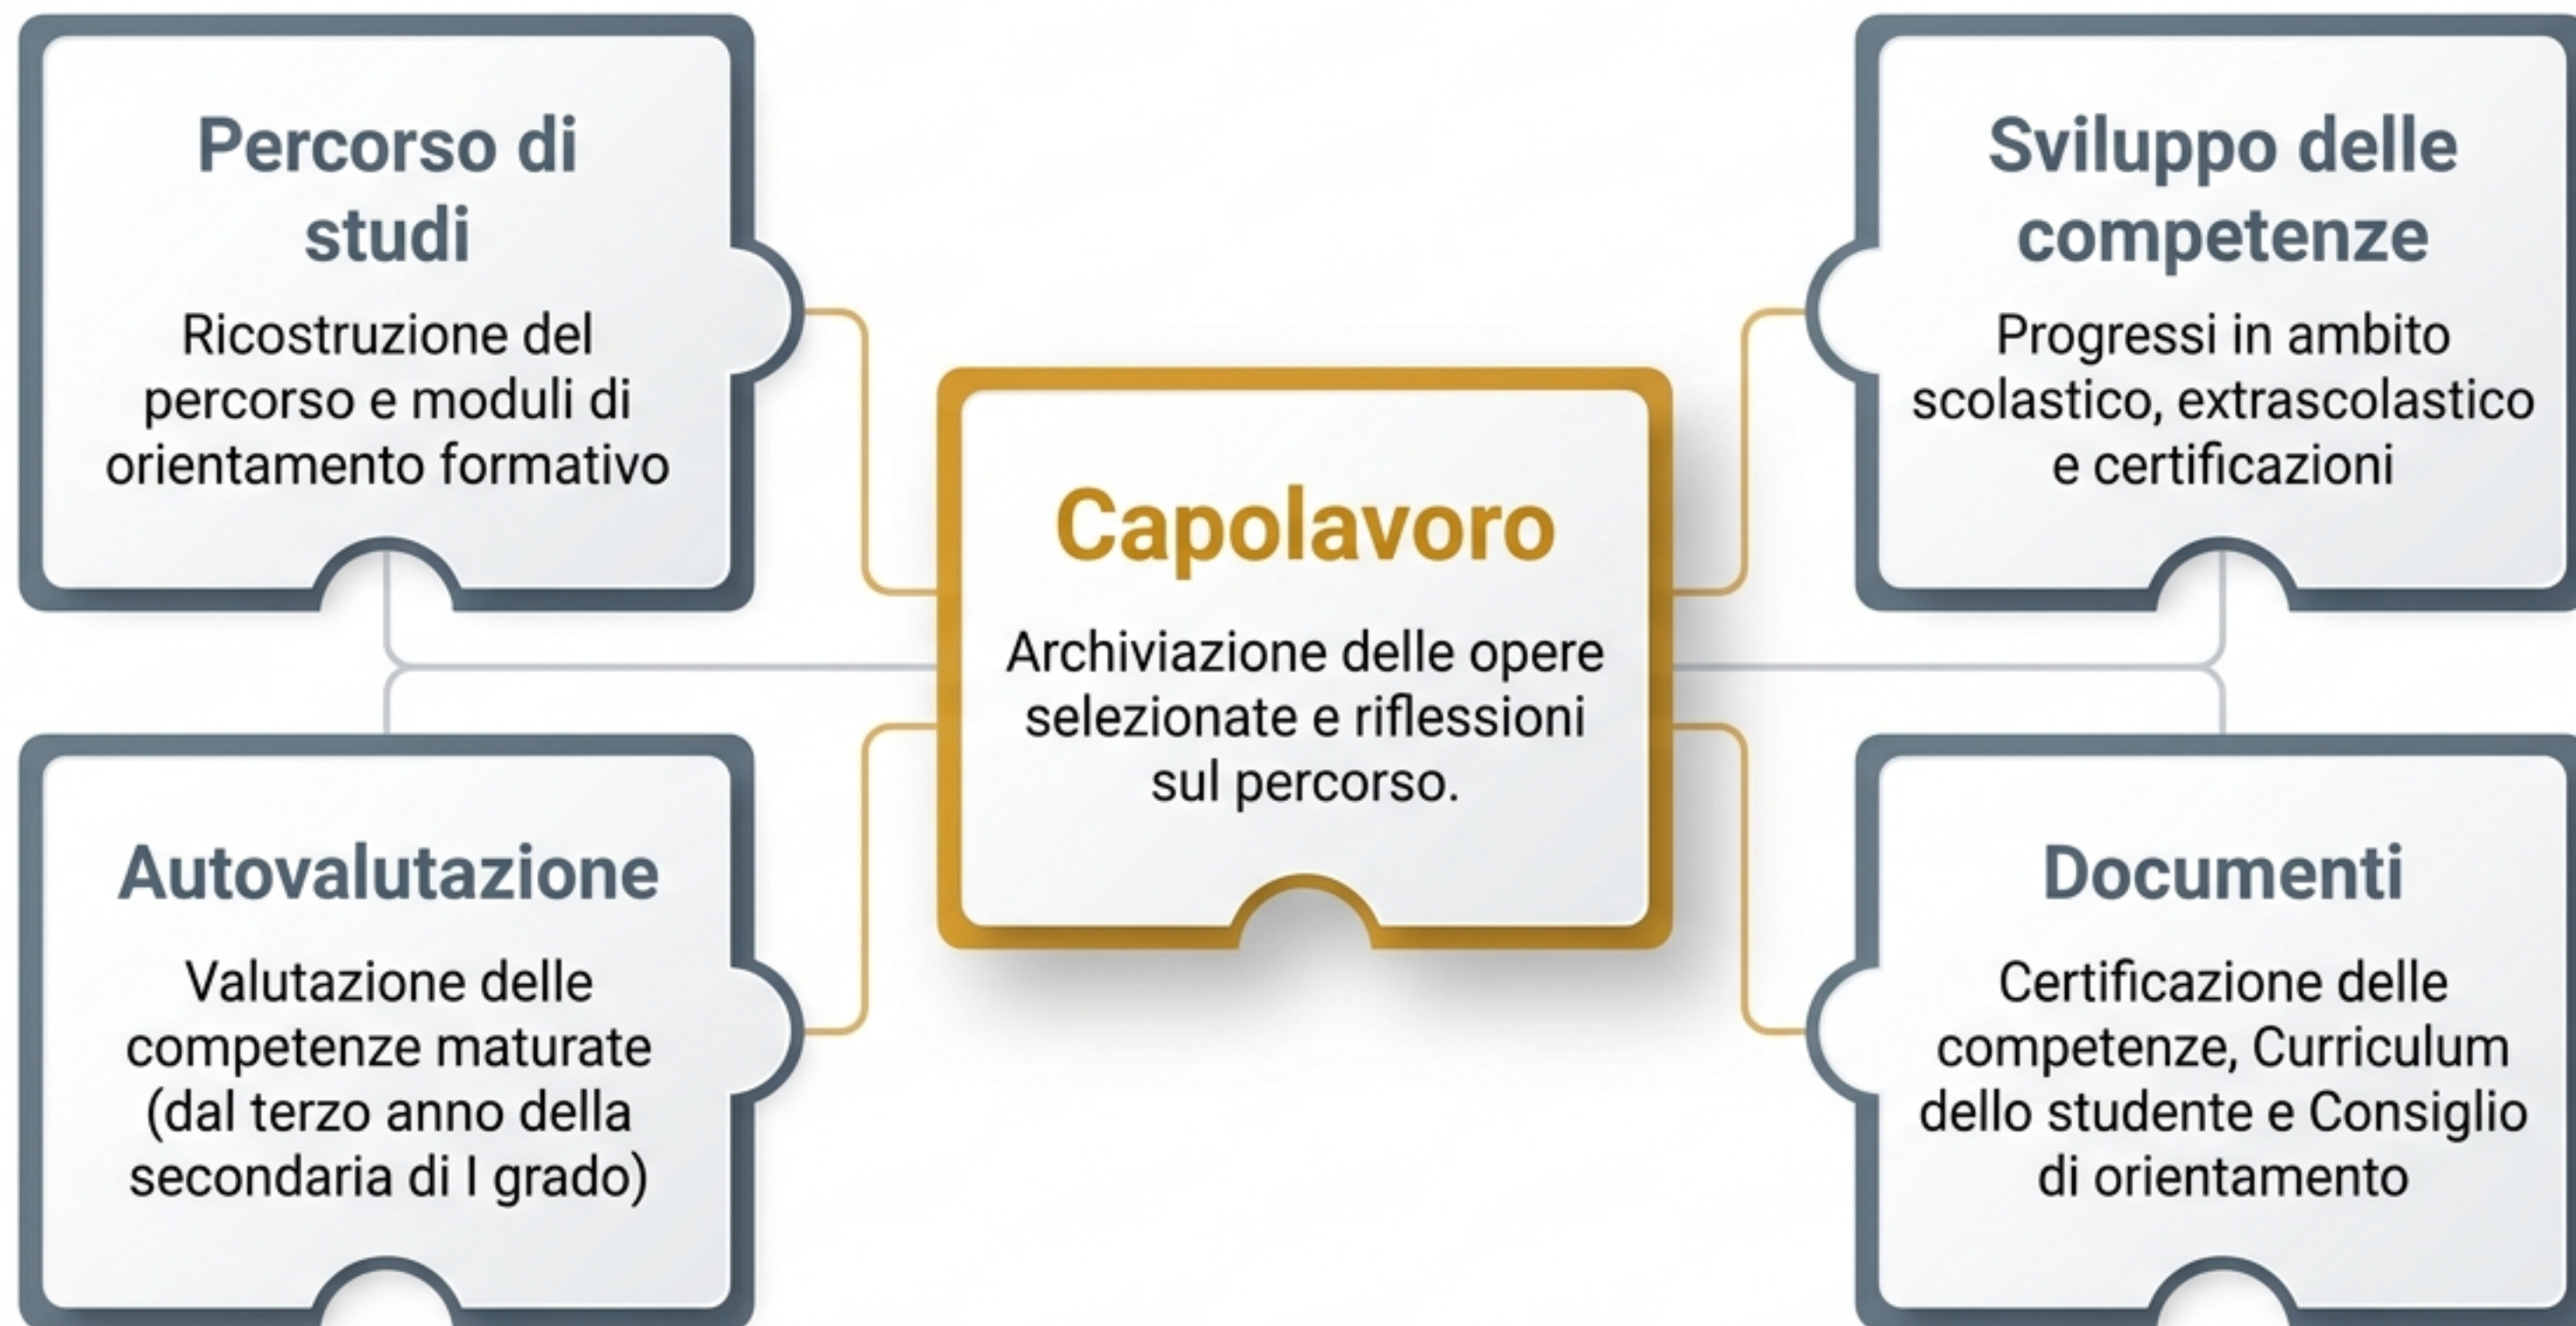 Percorso di
studi
Ricostruzione del
percorso e moduli di
orientamento formativo
Sviluppo delle
competenze
Progressi in ambito
scolastico, extrascolastico
e certificazioni
Capolavoro
Archiviazione delle opere
selezionate e riflessioni
sul percorso.
Autovalutazione
Valutazione delle
competenze maturate
(dal terzo anno della
secondaria di I grado)
Documenti
Certificazione delle
competenze, Curriculum
dello studente e Consiglio
di orientamento